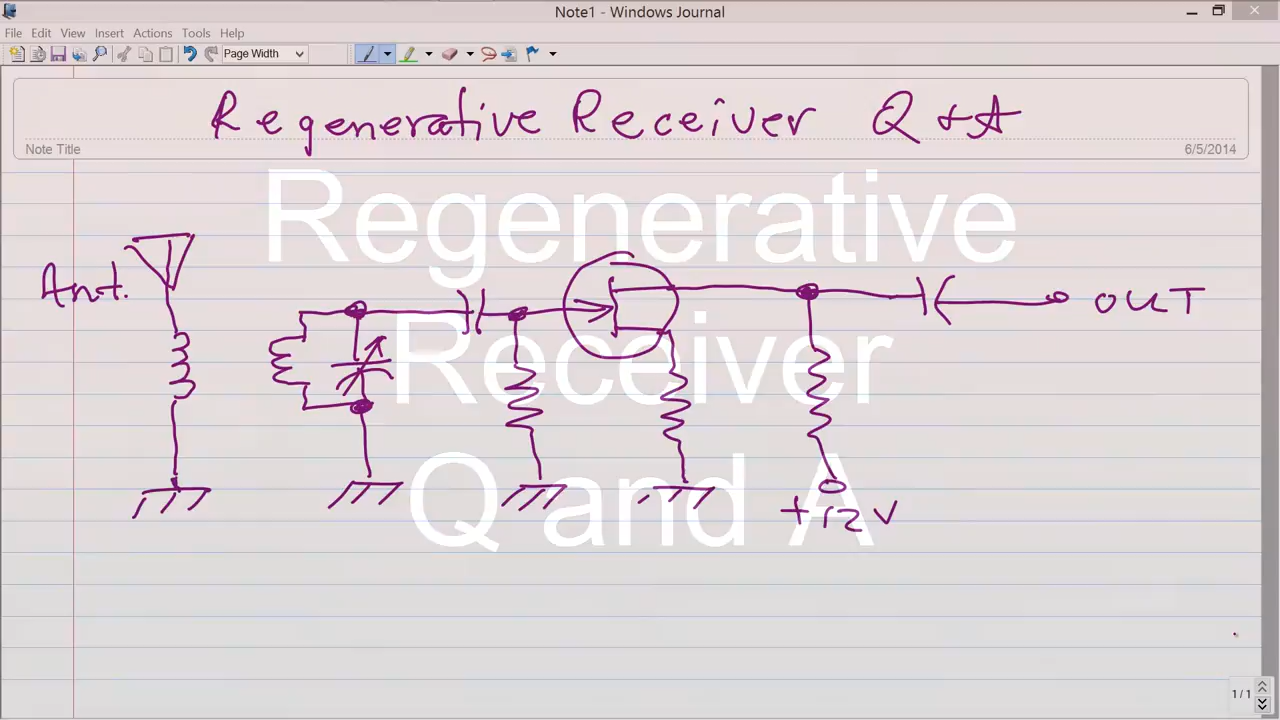 Note1 - Windows Journal
File Edit View Insert Actions Tools Help
Page Width
Regenerative Receiver Q & A
Note Title
6/5/2014
Regenerative
Receiver
Q and A
Ant.
OUT
+12 V
1/1